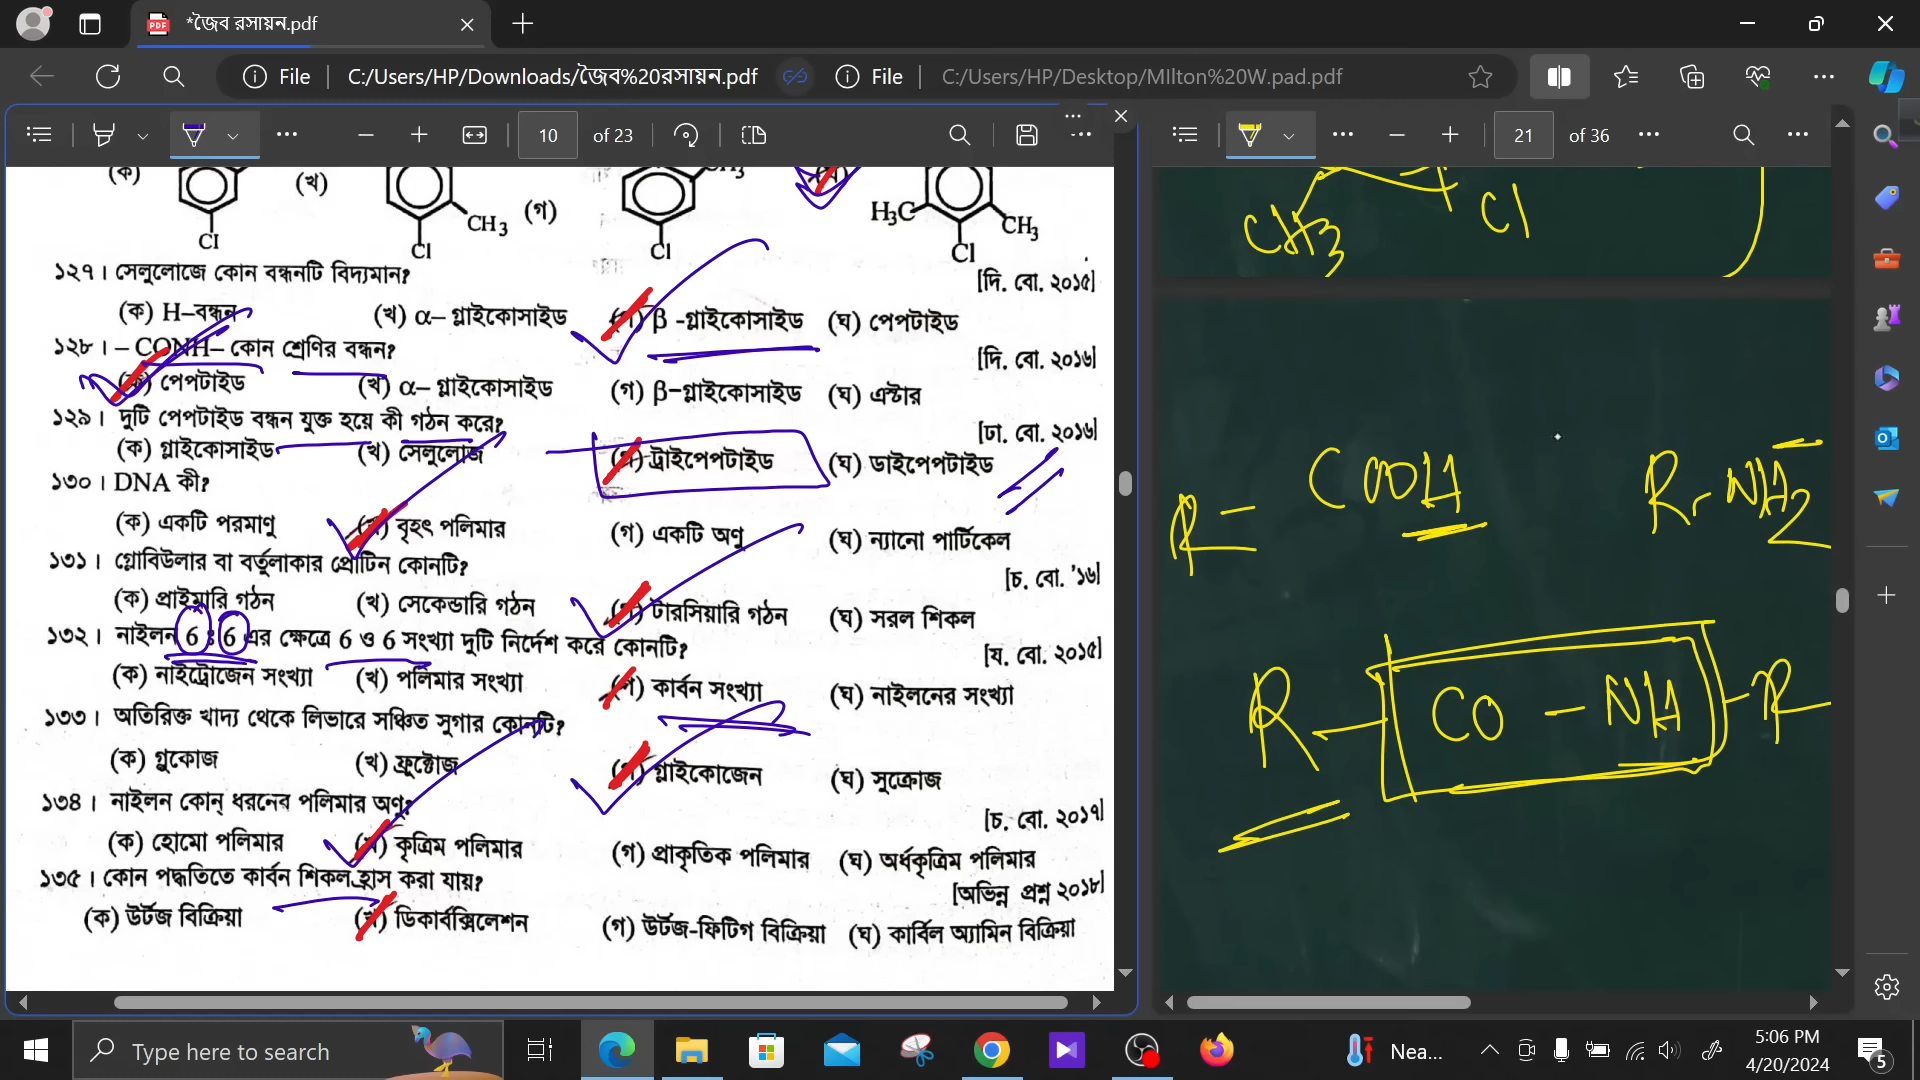 *জৈব রসায়ন.pdf
File
C:/Users/HP/Downloads/জৈব%20রসায়ন.pdf
File
C:/Users/HP/Desktop/MIlton%20W.pad.pdf
10 of 23
21 of 36
(ক)
(খ)
(গ)
Cl
CH3
Cl
CH3
Cl
H3C
CH3
Cl
১২৭। সেলুলোজে কোন বন্ধনটি বিদ্যমান?
[দি. বো. ২০১৫]
(ক) H–বন্ধন (খ) α– গ্লাইকোসাইড (গ) β -গ্লাইকোসাইড (ঘ) পেপটাইড
১২৮। – CONH– কোন শ্রেণির বন্ধন?
[দি. বো. ২০১৬]
(ক) পেপটাইড (খ) α– গ্লাইকোসাইড (গ) β–গ্লাইকোসাইড (ঘ) এস্টার
১২৯। দুটি পেপটাইড বন্ধন যুক্ত হয়ে কী গঠন করে?
[ঢা. বো. ২০১৬]
(ক) গ্লাইকোসাইড (খ) সেলুলোজ (গ) ট্রাইপেপটাইড (ঘ) ডাইপেপটাইড
১৩০। DNA কী?
(ক) একটি পরমাণু (খ) বৃহৎ পলিমার (গ) একটি অণু (ঘ) ন্যানো পার্টিকেল
১৩১। গ্লোবিউলার বা বর্তুলাকার প্রোটিন কোনটি?
[চ. বো. '১৬]
(ক) প্রাইমারি গঠন (খ) সেকেন্ডারি গঠন (গ) টারসিয়ারি গঠন (ঘ) সরল শিকল
১৩২। নাইলন 6 : 6 এর ক্ষেত্রে 6 ও 6 সংখ্যা দুটি নির্দেশ করে কোনটি?
[য. বো. ২০১৫]
(ক) নাইট্রোজেন সংখ্যা (খ) পলিমার সংখ্যা (গ) কার্বন সংখ্যা (ঘ) নাইলনের সংখ্যা
১৩৩। অতিরিক্ত খাদ্য থেকে লিভারে সঞ্চিত সুগার কোনটি?
(ক) গ্লুকোজ (খ) ফ্রুক্টোজ (গ) গ্লাইকোজেন (ঘ) সুক্রোজ
১৩৪। নাইলন কোন্ ধরনের পলিমার অণু?
[চ. বো. ২০১৭]
(ক) হোমো পলিমার (খ) কৃত্রিম পলিমার (গ) প্রাকৃতিক পলিমার (ঘ) অর্ধকৃত্রিম পলিমার
১৩৫। কোন পদ্ধতিতে কার্বন শিকল হ্রাস করা যায়?
[অভিন্ন প্রশ্ন ২০১৮]
(ক) উর্টজ বিক্রিয়া (খ) ডিকার্বক্সিলেশন (গ) উর্টজ-ফিটিগ বিক্রিয়া (ঘ) কার্বিল অ্যামিন বিক্রিয়া
CH3
Cl
R – COOH
R – NH2
R – CO – NH – R
Type here to search
Nea...
5:06 PM
4/20/2024
5